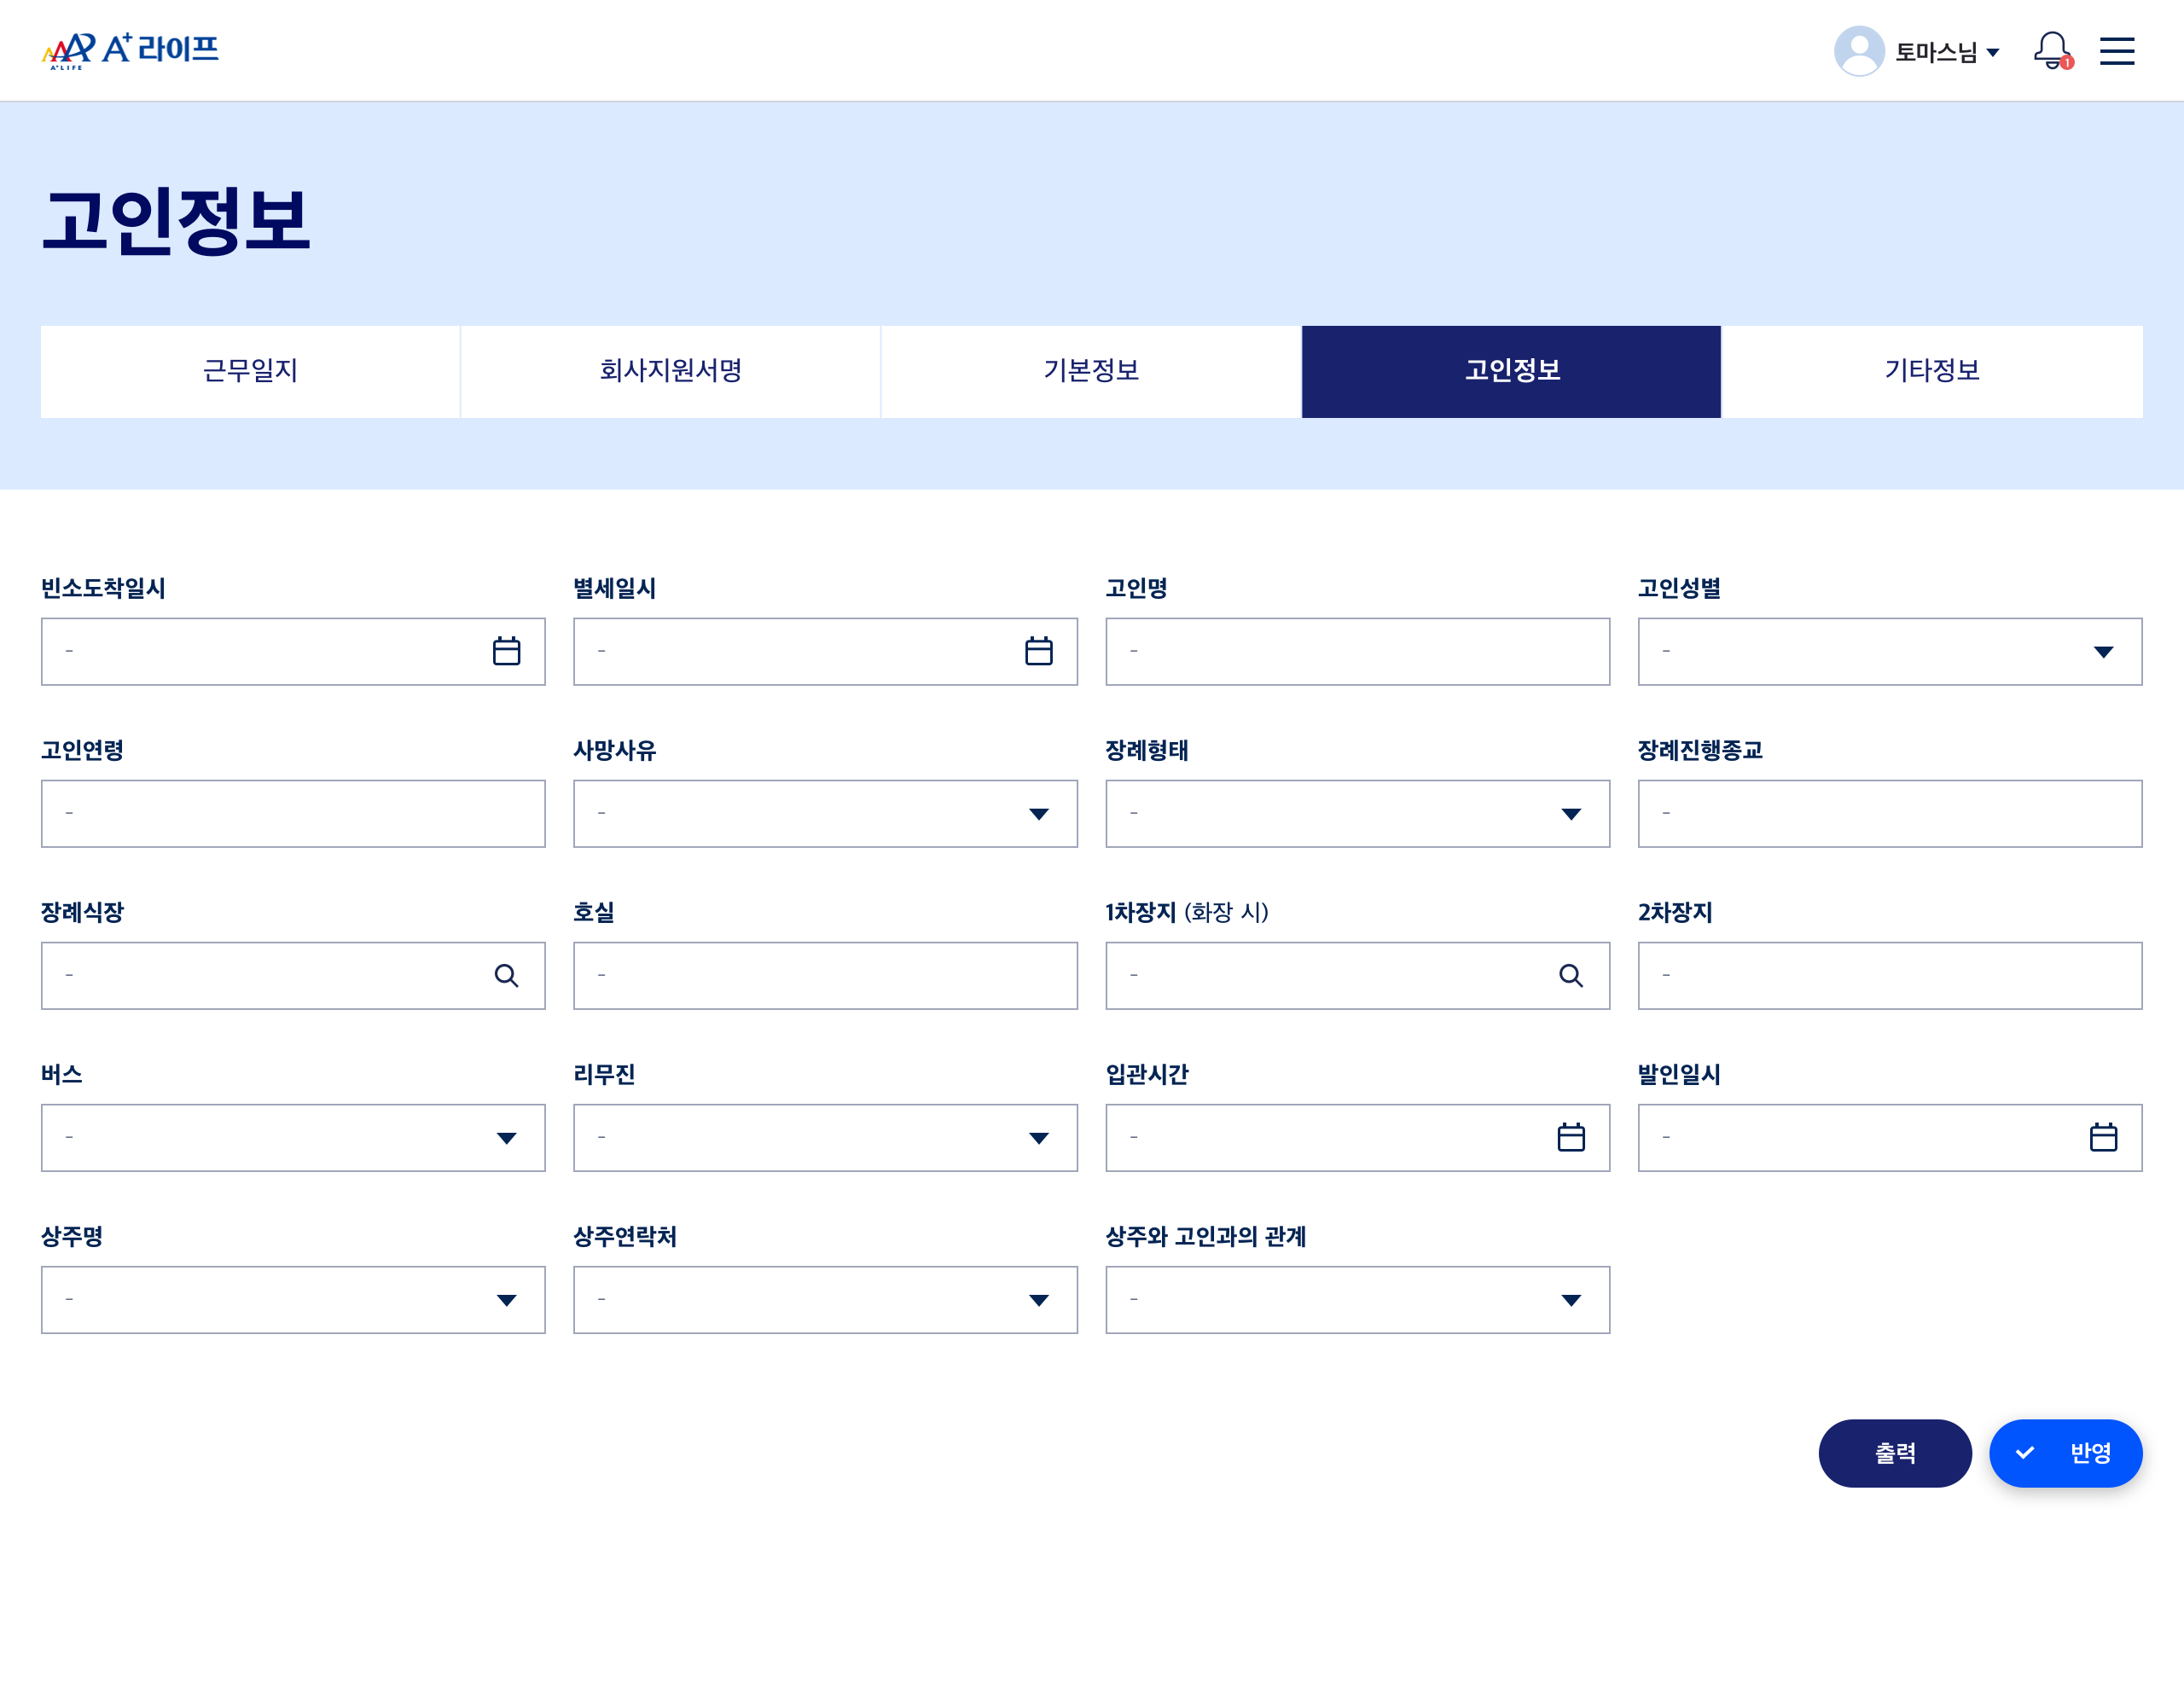 A+LIFE A+ 라이프 토마스님 1
고인정보
근무일지 회사지원서명 기본정보 고인정보 기타정보
빈소도착일시 별세일시 고인명 고인성별
- - - -
고인연령 사망사유 장례형태 장례진행종교
- - - -
장례식장 호실 1차장지 (화장 시) 2차장지
- - - -
버스 리무진 입관시간 발인일시
- - - -
상주명 상주연락처 상주와 고인과의 관계
- - -
출력 반영